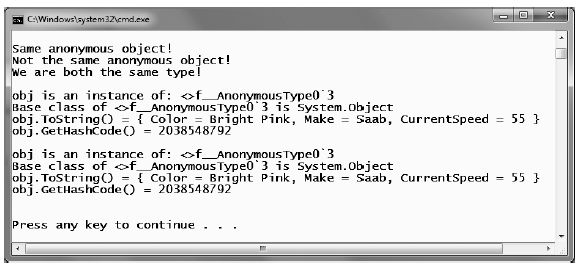 C:\Windows\system32\cmd.exe
Same anonymous object!
Not the same anonymous object!
We are both the same type!
obj is an instance of: <>f__AnonymousType0`3
Base class of <>f__AnonymousType0`3 is System.Object
obj.ToString() = { Color = Bright Pink, Make = Saab, CurrentSpeed = 55 }
obj.GetHashCode() = 2038548792
obj is an instance of: <>f__AnonymousType0`3
Base class of <>f__AnonymousType0`3 is System.Object
obj.ToString() = { Color = Bright Pink, Make = Saab, CurrentSpeed = 55 }
obj.GetHashCode() = 2038548792
Press any key to continue . . .